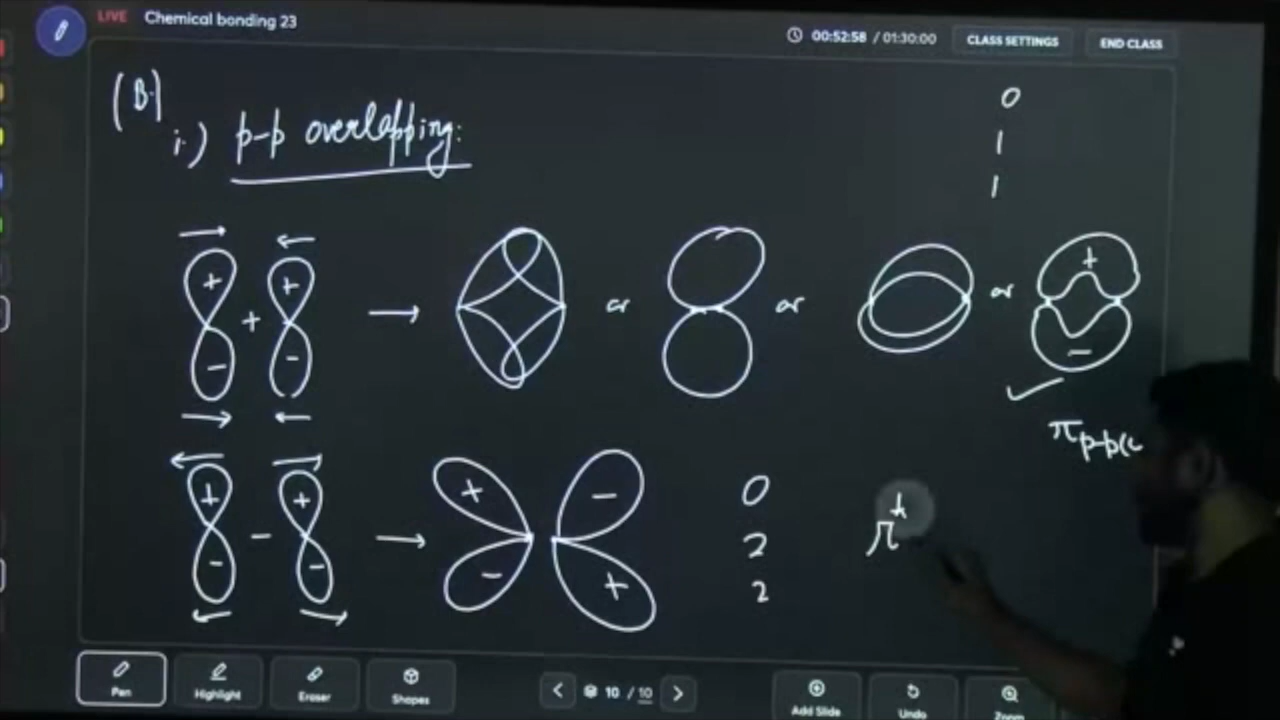 LIVE Chemical bonding 23
00:52:58 / 01:30:00 CLASS SETTINGS END CLASS
(B.)
i.) p-p overlapping:
0
1
1
+ + + → or or or +
- - -
π p-p(
+ - + → + -
- - - +
0
2
2
π*
Pen Highlight Eraser Shapes < 10 / 10 > Add Slide Undo Zoom